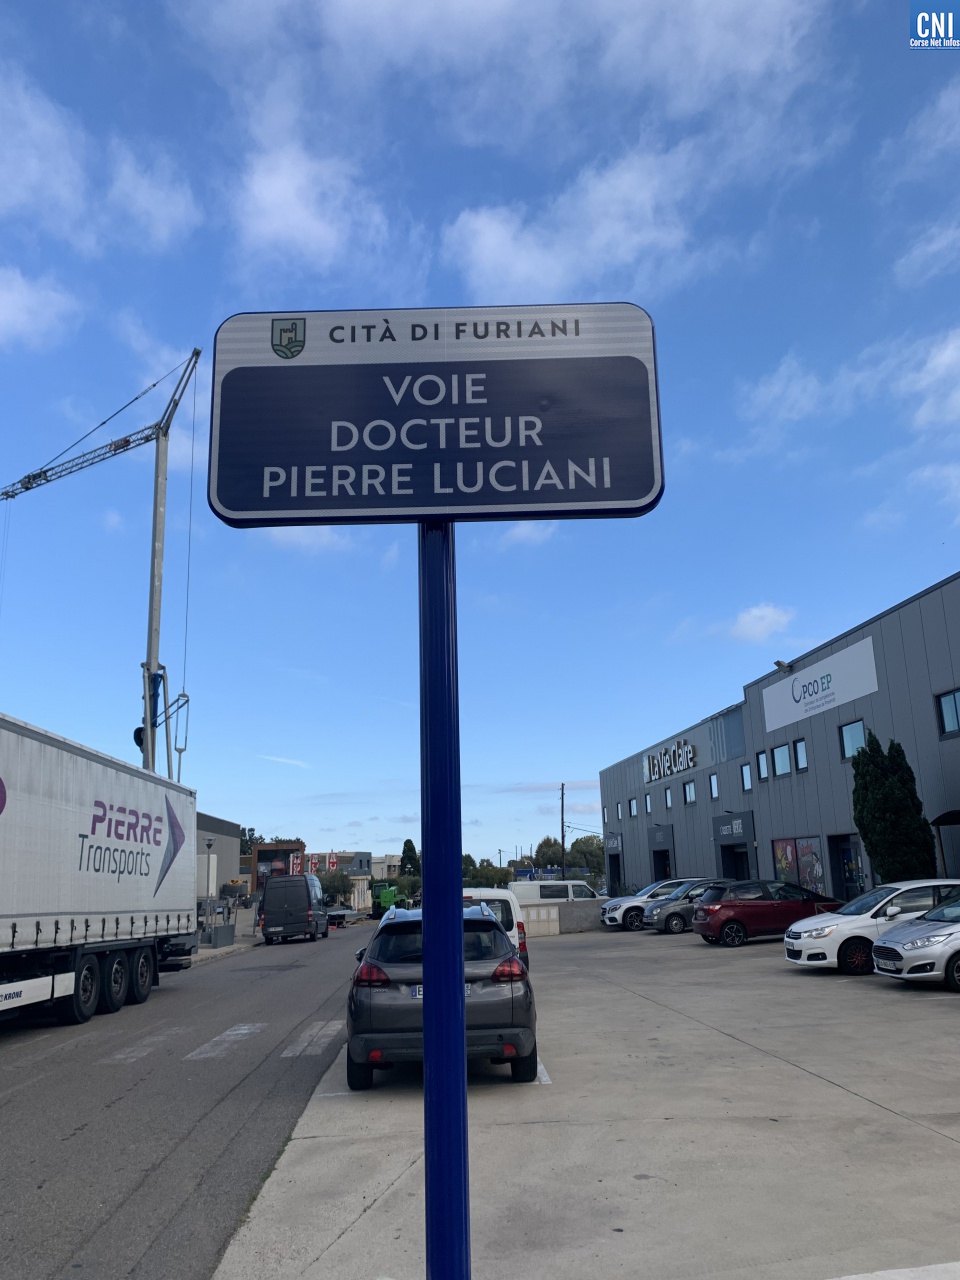 CNI
Corse Net Infos
CITÀ DI FURIANI
VOIE
DOCTEUR
PIERRE LUCIANI
OPCO EP
La Vie Claire
BIO
PIERRE
Transports
KRONE